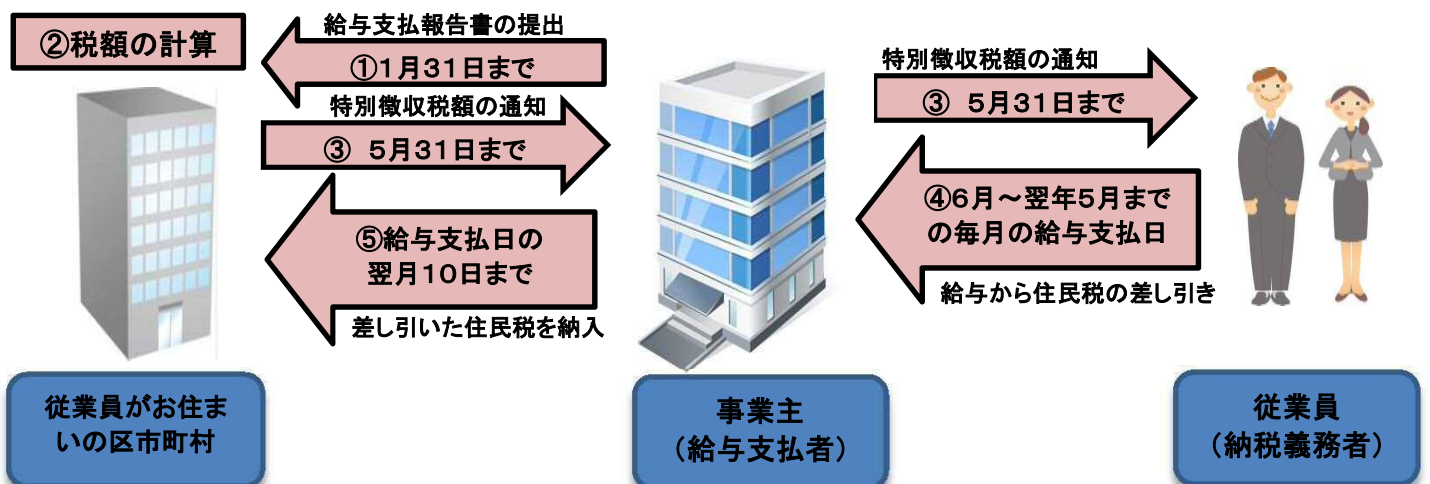 ②税額の計算
給与支払報告書の提出
①1月31日まで
特別徴収税額の通知
③ 5月31日まで
⑤給与支払日の
翌月10日まで
差し引いた住民税を納入
特別徴収税額の通知
③ 5月31日まで
④6月～翌年5月まで
の毎月の給与支払日
給与から住民税の差し引き
従業員がお住ま
いの区市町村
事業主
（給与支払者）
従業員
（納税義務者）